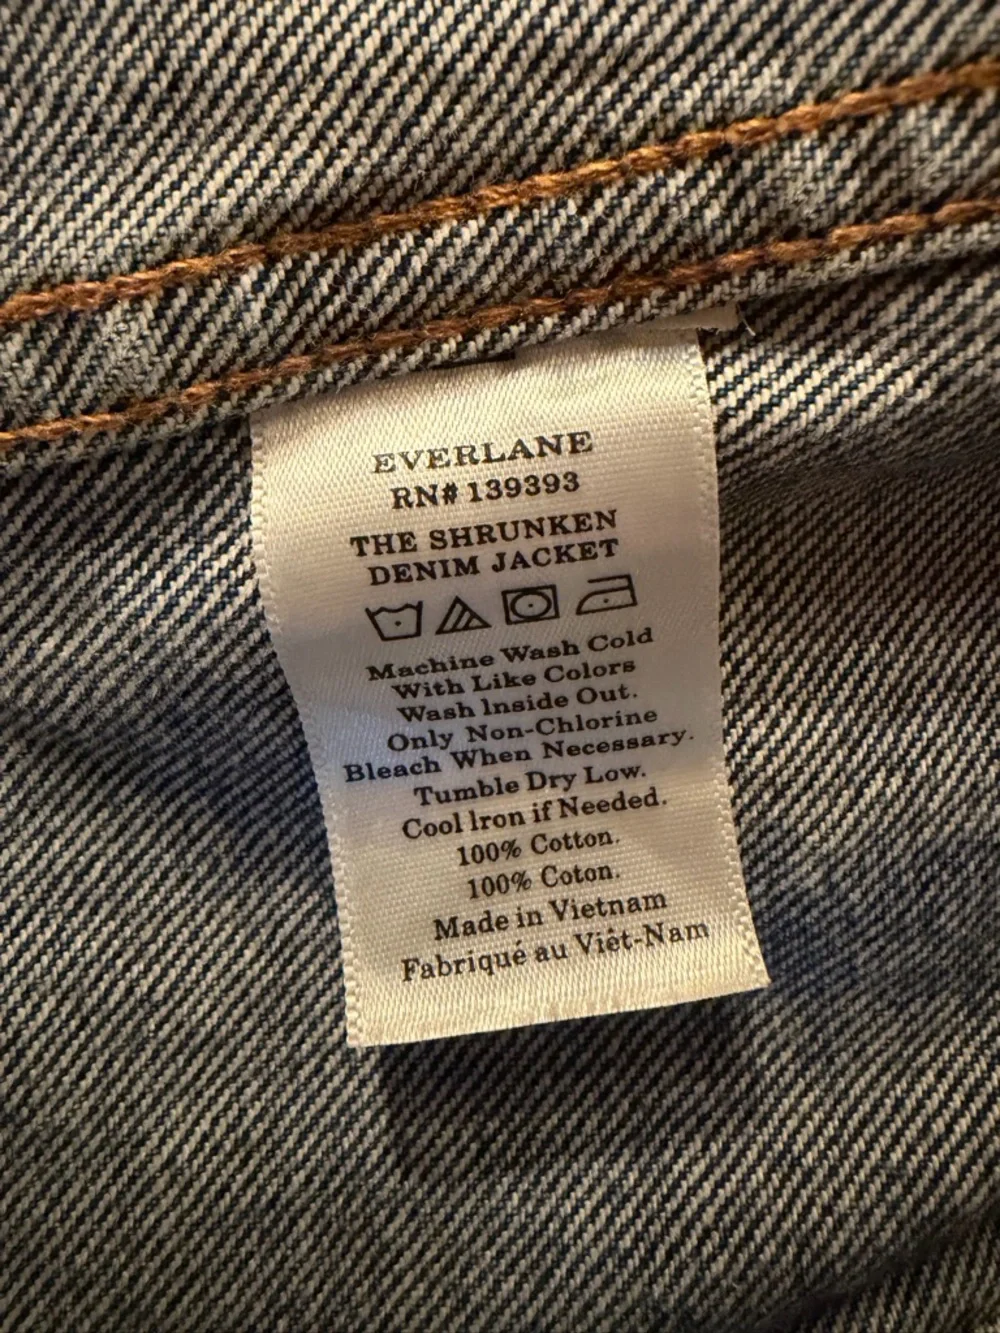 EVERLANE
RN# 139393
THE SHRUNKEN
DENIM JACKET
Machine Wash Cold
With Like Colors
Wash Inside Out.
Only Non-Chlorine
Bleach When Necessary.
Tumble Dry Low.
Cool Iron if Needed.
100% Cotton.
100% Coton.
Made in Vietnam
Fabriqué au Viêt-Nam